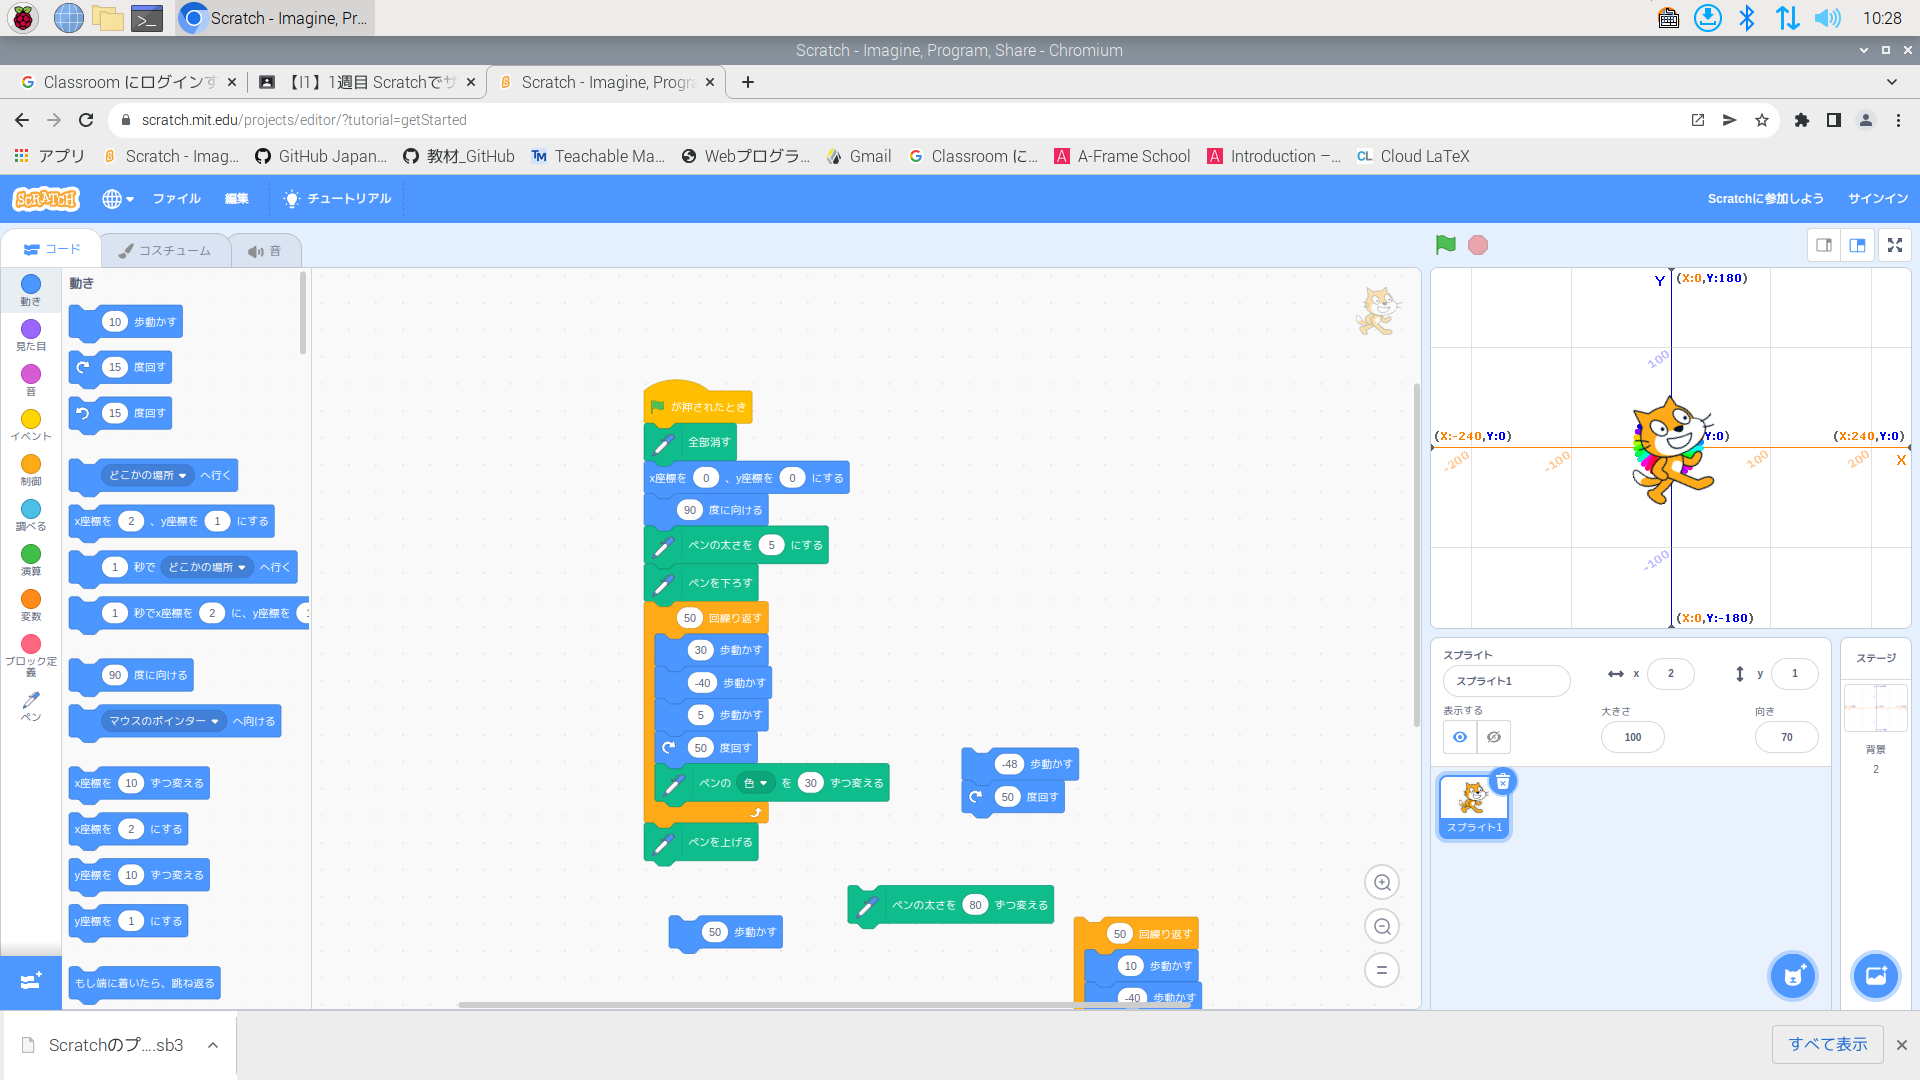 Scratch - Imagine, Pr...
10:28
Scratch - Imagine, Program, Share - Chromium
Classroom にログインす
【I1】1週目 Scratchでサ
Scratch - Imagine, Progra
scratch.mit.edu/projects/editor/?tutorial=getStarted
アプリ
Scratch - Imag...
GitHub Japan...
教材_GitHub
Teachable Ma...
Webプログラ...
Gmail
Classroom に...
A-Frame School
Introduction –...
Cloud LaTeX
SCRATCH
ファイル
編集
チュートリアル
Scratchに参加しよう
サインイン
コード
コスチューム
音
動き
見た目
音
イベント
制御
調べる
演算
変数
ブロック定義
ペン
動き
10 歩動かす
15 度回す
15 度回す
どこかの場所 へ行く
x座標を 2 、y座標を 1 にする
1 秒で どこかの場所 へ行く
1 秒でx座標を 2 に、y座標を
90 度に向ける
マウスのポインター へ向ける
x座標を 10 ずつ変える
x座標を 2 にする
y座標を 10 ずつ変える
y座標を 1 にする
もし端に着いたら、跳ね返る
が押されたとき
全部消す
x座標を 0 、y座標を 0 にする
90 度に向ける
ペンの太さを 5 にする
ペンを下ろす
50 回繰り返す
30 歩動かす
-40 歩動かす
5 歩動かす
50 度回す
ペンの 色 を 30 ずつ変える
ペンを上げる
-48 歩動かす
50 度回す
ペンの太さを 80 ずつ変える
50 歩動かす
50 回繰り返す
10 歩動かす
-40 歩動かす
Y (X:0,Y:180)
100
(X:-240,Y:0)
Y:0)
(X:240,Y:0)
-200
-100
100
200
X
-100
(X:0,Y:-180)
スプライト
スプライト1
x 2
y 1
表示する
大きさ
100
向き
70
スプライト1
ステージ
背景
2
Scratchのプ....sb3
すべて表示